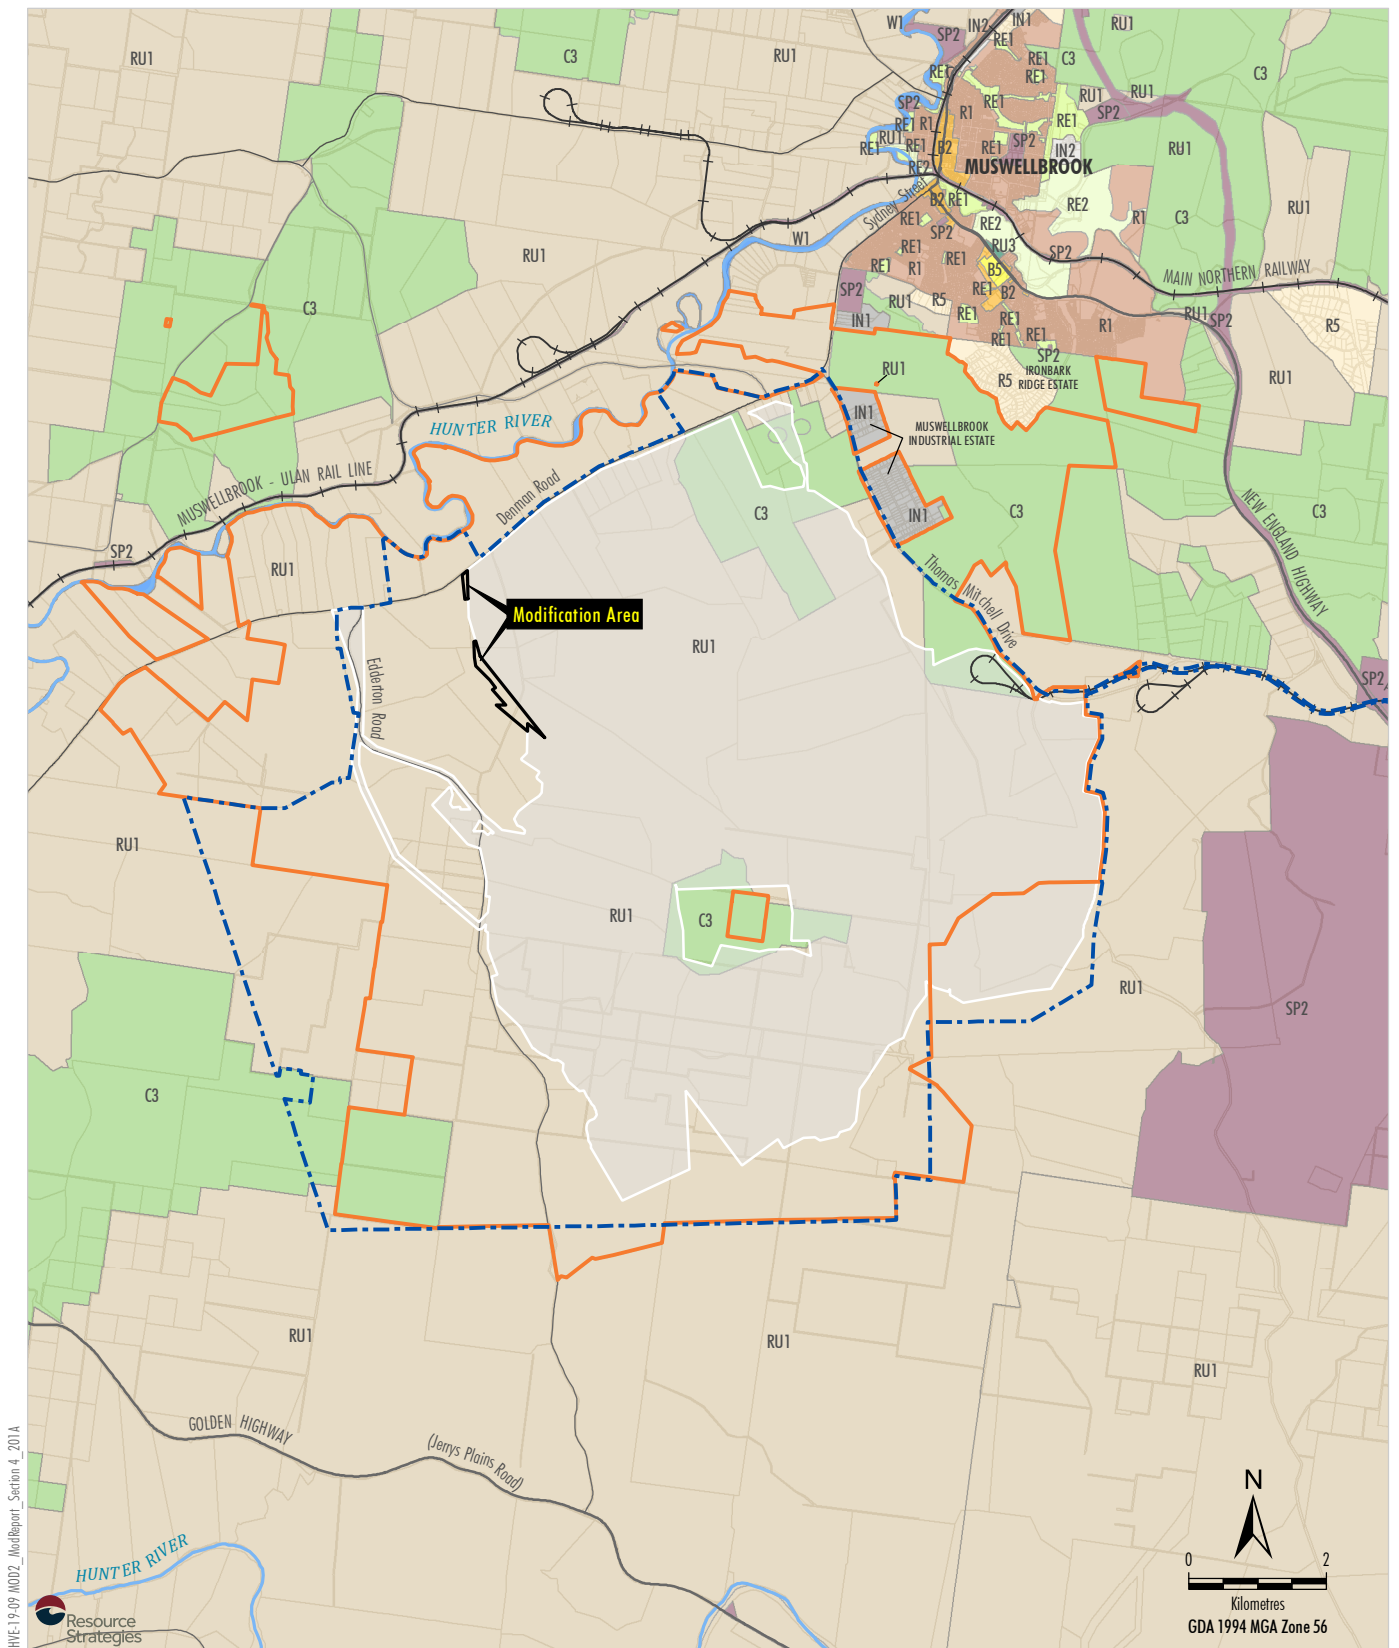 W1
IN2
IN1
RU1
SP2
RE1
RU1
C3
RU1
RE1
C3
C3
RE1
RE1
RU1
RU1
SP2
RE1
R1
SP2
RE1
RE1
R1
RU1
RE1
RE1
B2
RE1
SP2
IN2
RU1
RE2
MUSWELLBROOK
Sydney Street
B2
RE1
RE2
RU1
RE1
RE2
R1
C3
SP2
W1
RU3
SP2
RE1
RE1
RU1
RE1
R1
B5
MAIN NORTHERN RAILWAY
SP2
RU1
R5
RE1
B2
C3
IN1
RE1
RE1
R1
RU1
SP2
R5
RE1
RE1
SP2
IRONBARK
RIDGE ESTATE
R5
RU1
RU1
IN1
HUNTER RIVER
MUSWELLBROOK
INDUSTRIAL ESTATE
MUSWELLBROOK - ULAN RAIL LINE
Denman Road
C3
IN1
C3
C3
NEW ENGLAND HIGHWAY
SP2
RU1
Thomas Mitchell Drive
Modification Area
RU1
Edderton Road
SP2
RU1
RU1
C3
RU1
SP2
C3
RU1
RU1
RU1
GOLDEN HIGHWAY
(Jerrys Plains Road)
HUNTER RIVER
N
0
2
Kilometres
GDA 1994 MGA Zone 56
Resource
Strategies
HVE-19-09 MOD2_ModReport_Section 4_201A